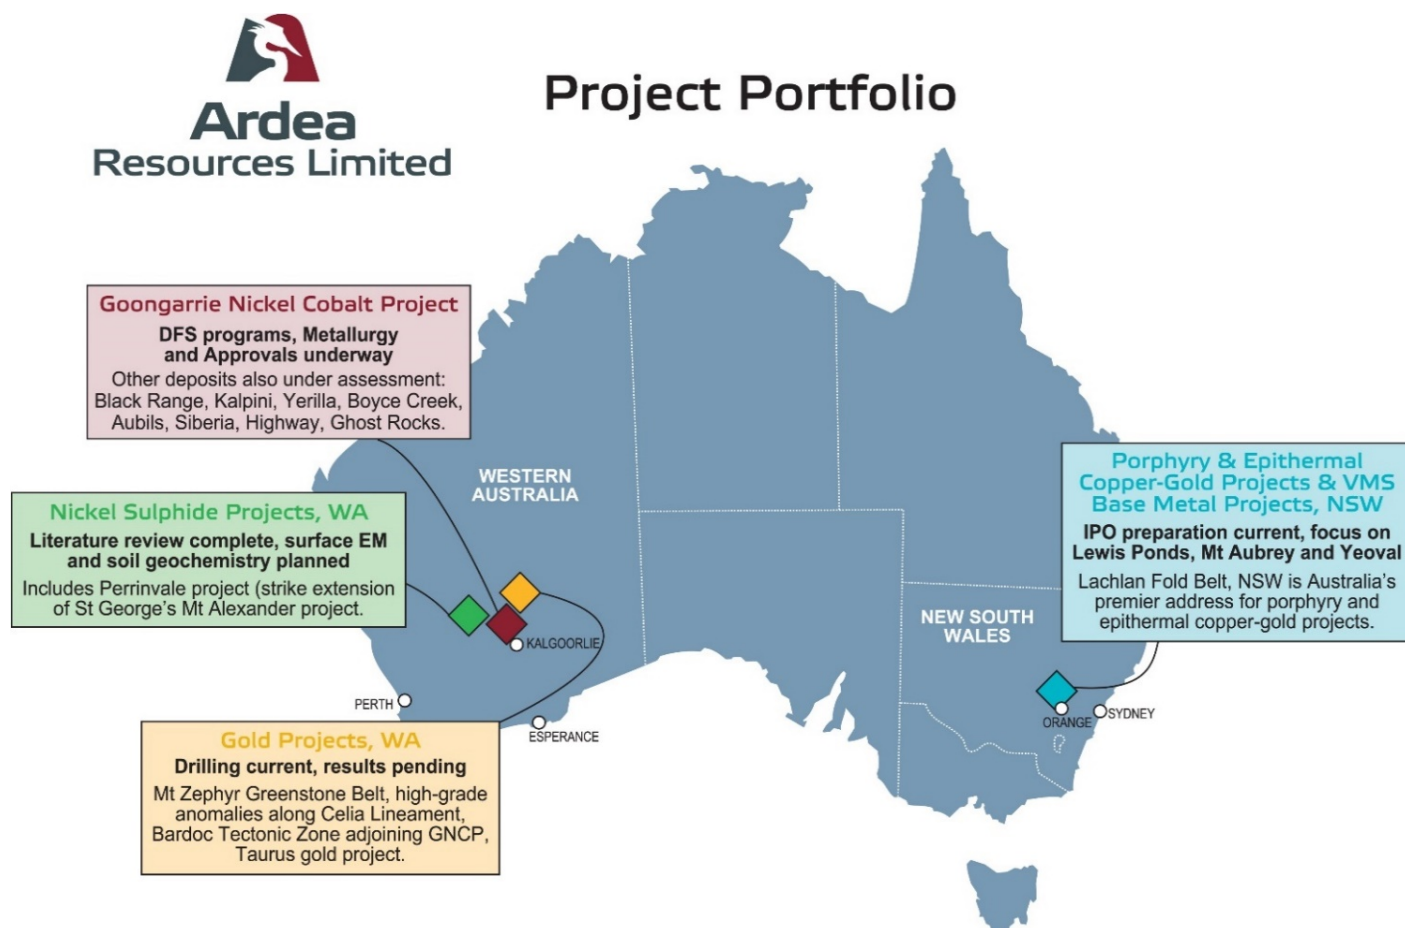 Ardea
Resources Limited
Project Portfolio
Goongarrie Nickel Cobalt Project
DFS programs, Metallurgy
and Approvals underway
Other deposits also under assessment:
Black Range, Kalpini, Yerilla, Boyce Creek,
Aubils, Siberia, Highway, Ghost Rocks.
WESTERN
AUSTRALIA
Nickel Sulphide Projects, WA
Literature review complete, surface EM
and soil geochemistry planned
Includes Perrinvale project (strike extension
of St George's Mt Alexander project.
Porphyry & Epithermal
Copper-Gold Projects & VMS
Base Metal Projects, NSW
IPO preparation current, focus on
Lewis Ponds, Mt Aubrey and Yeoval
Lachlan Fold Belt, NSW is Australia's
premier address for porphyry and
epithermal copper-gold projects.
NEW SOUTH
WALES
KALGOORLIE
PERTH
ESPERANCE
ORANGE
SYDNEY
Gold Projects, WA
Drilling current, results pending
Mt Zephyr Greenstone Belt, high-grade
anomalies along Celia Lineament,
Bardoc Tectonic Zone adjoining GNCP,
Taurus gold project.